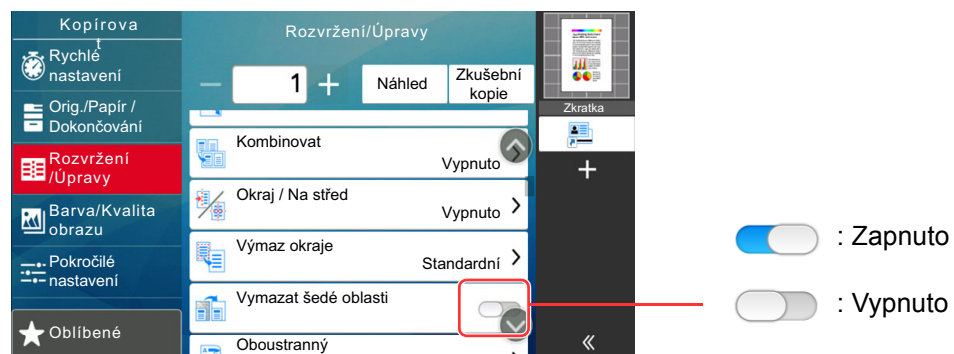 Kopírova
t
Rychlé
nastavení
Orig./Papír /
Dokončování
Rozvržení
/Úpravy
Barva/Kvalita
obrazu
Pokročilé
nastavení
Oblíbené
Rozvržení/Úpravy
1
Náhled
Zkušební
kopie
Kombinovat
Vypnuto
Okraj / Na střed
Vypnuto
Výmaz okraje
Standardní
Vymazat šedé oblasti
Oboustranný
Zkratka
: Zapnuto
: Vypnuto